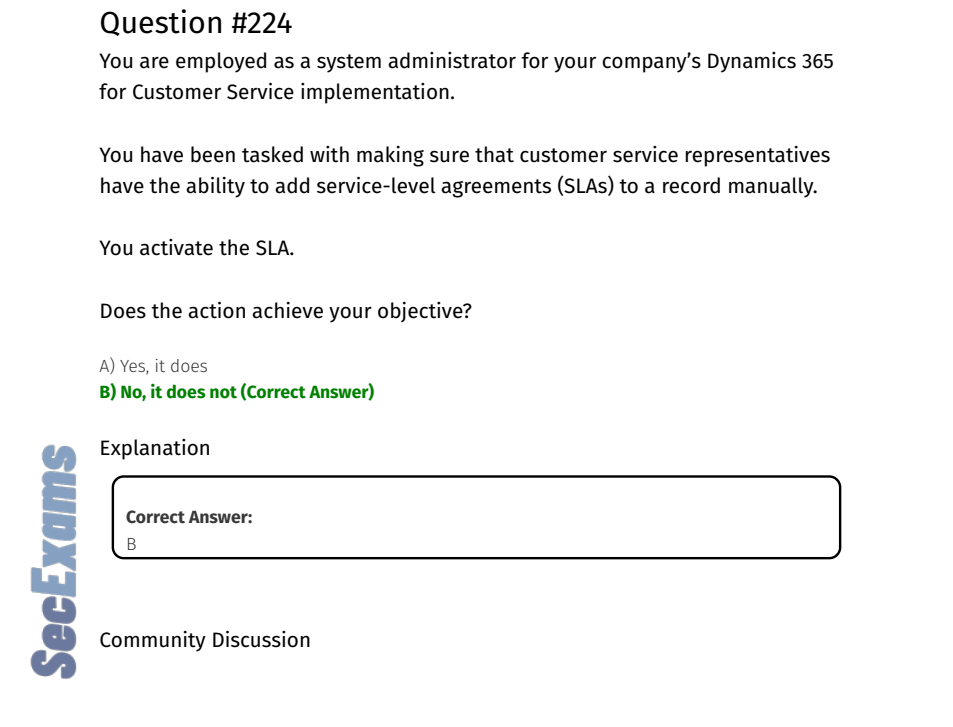 Question #224
You are employed as a system administrator for your company’s Dynamics 365
for Customer Service implementation.
You have been tasked with making sure that customer service representatives
have the ability to add service-level agreements (SLAs) to a record manually.
You activate the SLA.
Does the action achieve your objective?
A) Yes, it does
B) No, it does not (Correct Answer)
Explanation
Correct Answer:
B
Community Discussion
SecExams